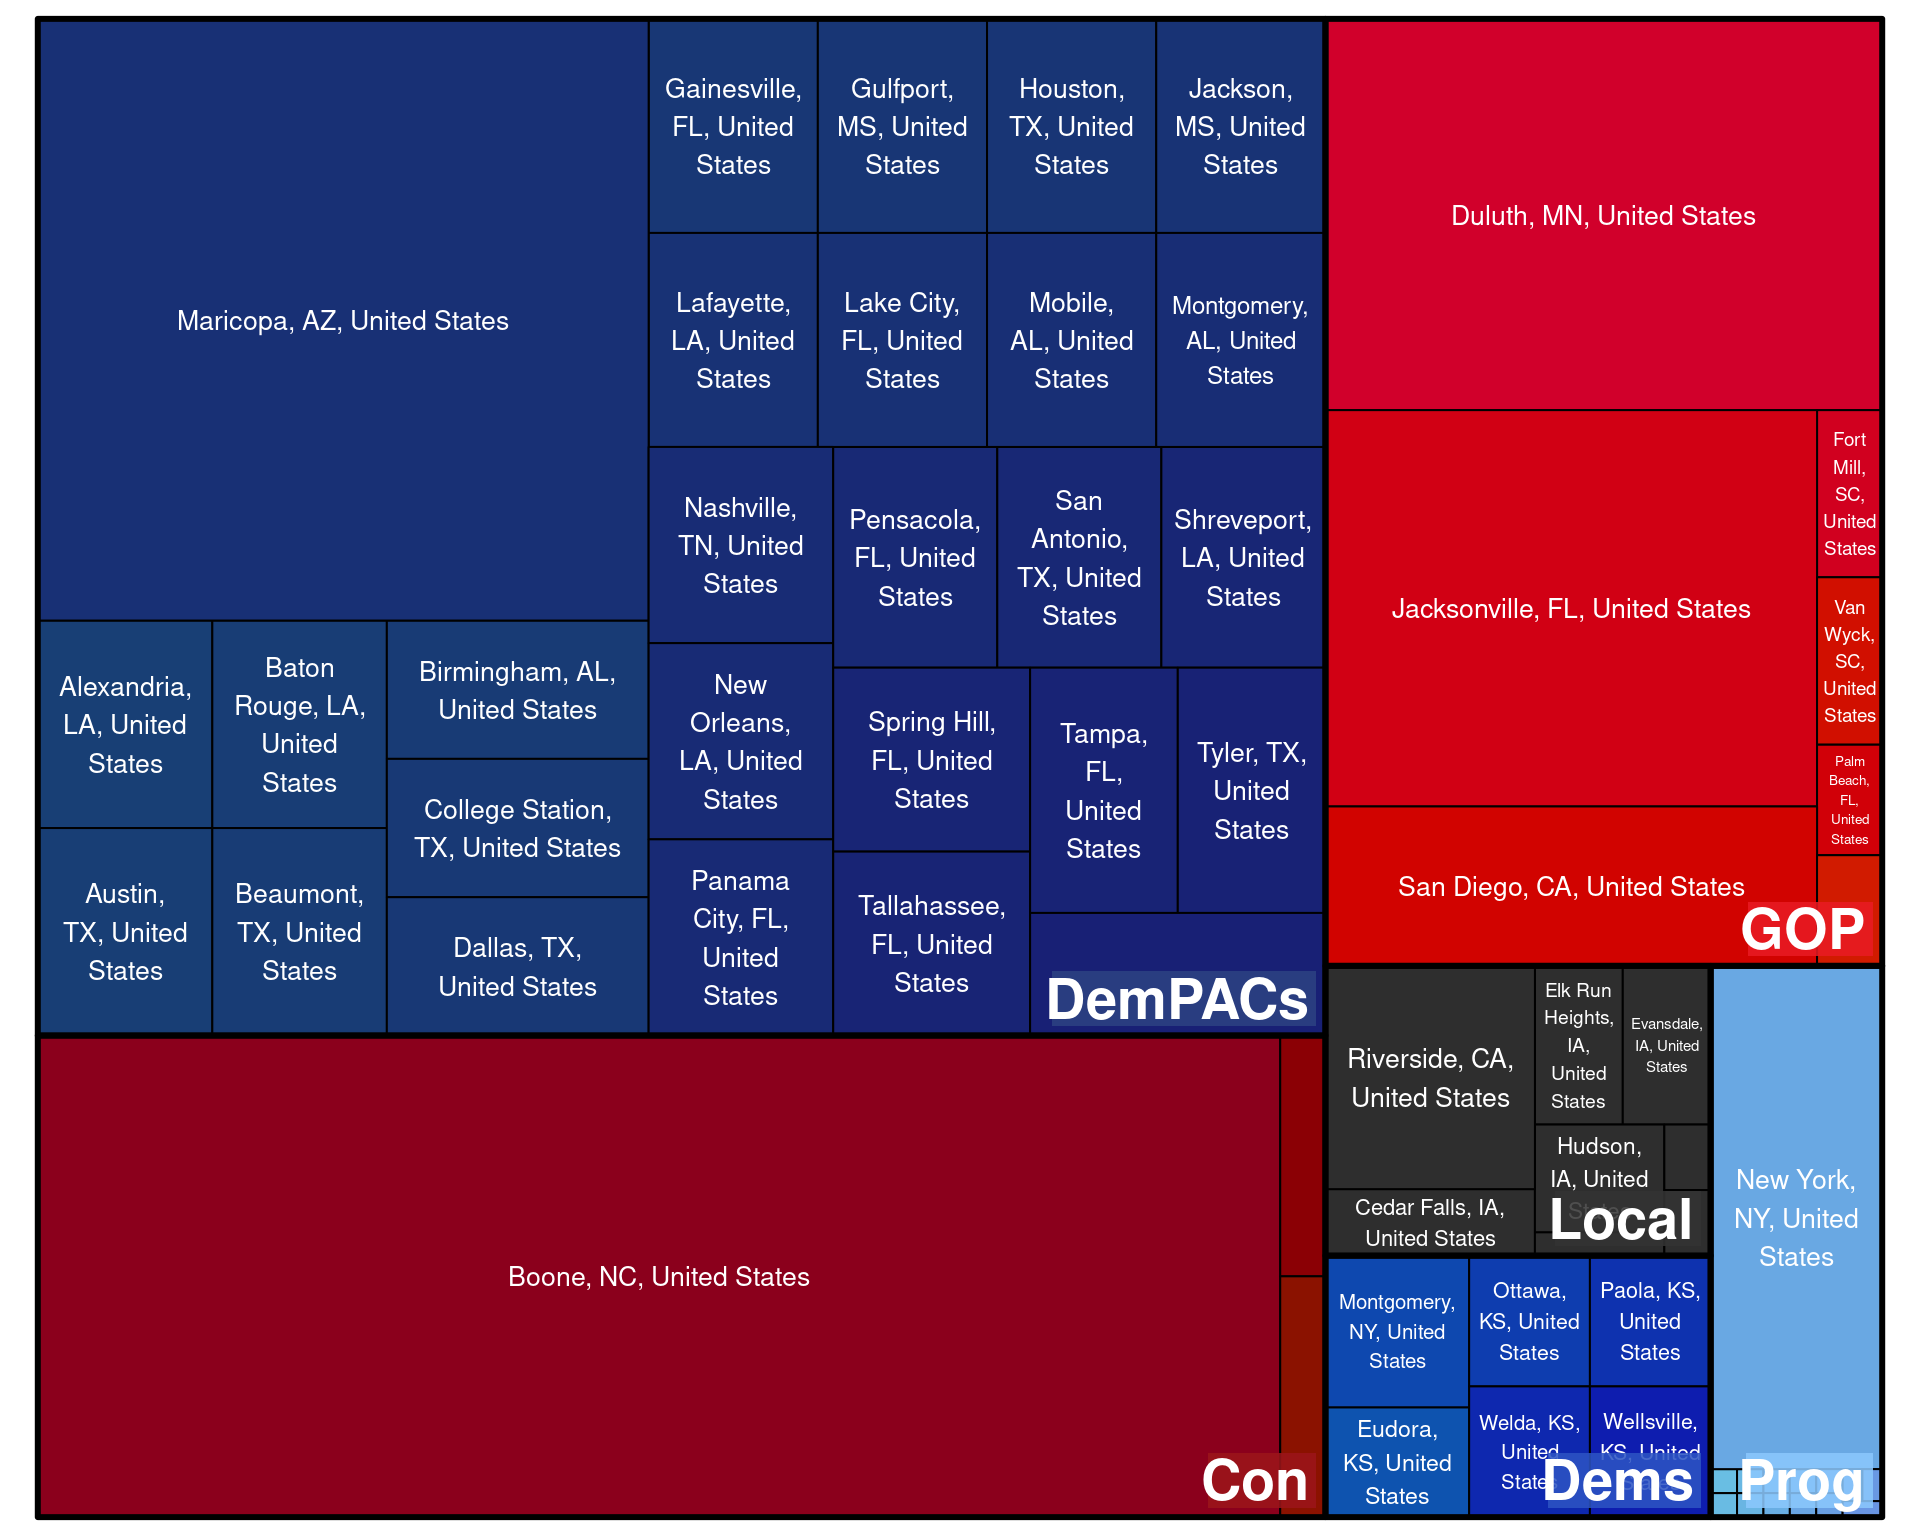 Maricopa, AZ, United States
Gainesville,
FL, United
States
Gulfport,
MS, United
States
Houston,
TX, United
States
Jackson,
MS, United
States
Lafayette,
LA, United
States
Lake City,
FL, United
States
Mobile,
AL, United
States
Montgomery,
AL, United
States
Nashville,
TN, United
States
Pensacola,
FL, United
States
San
Antonio,
TX, United
States
Shreveport,
LA, United
States
Alexandria,
LA, United
States
Baton
Rouge, LA,
United
States
Birmingham, AL,
United States
College Station,
TX, United States
Austin,
TX, United
States
Beaumont,
TX, United
States
Dallas, TX,
United States
New
Orleans,
LA, United
States
Panama
City, FL,
United
States
Spring Hill,
FL, United
States
Tallahassee,
FL, United
States
Tampa,
FL,
United
States
Tyler, TX,
United
States
DemPACs
Duluth, MN, United States
Jacksonville, FL, United States
Fort
Mill,
SC,
United
States
Van
Wyck,
SC,
United
States
Palm
Beach,
FL,
United
States
San Diego, CA, United States
GOP
Boone, NC, United States
Con
Riverside, CA,
United States
Elk Run
Heights,
IA,
United
States
Evansdale,
IA, United
States
Hudson,
IA, United
States
Cedar Falls, IA,
United States
Local
Montgomery,
NY, United
States
Ottawa,
KS, United
States
Paola, KS,
United
States
Eudora,
KS, United
States
Welda, KS,
United
States
Wellsville,
KS, United
Dems
New York,
NY, United
States
Prog